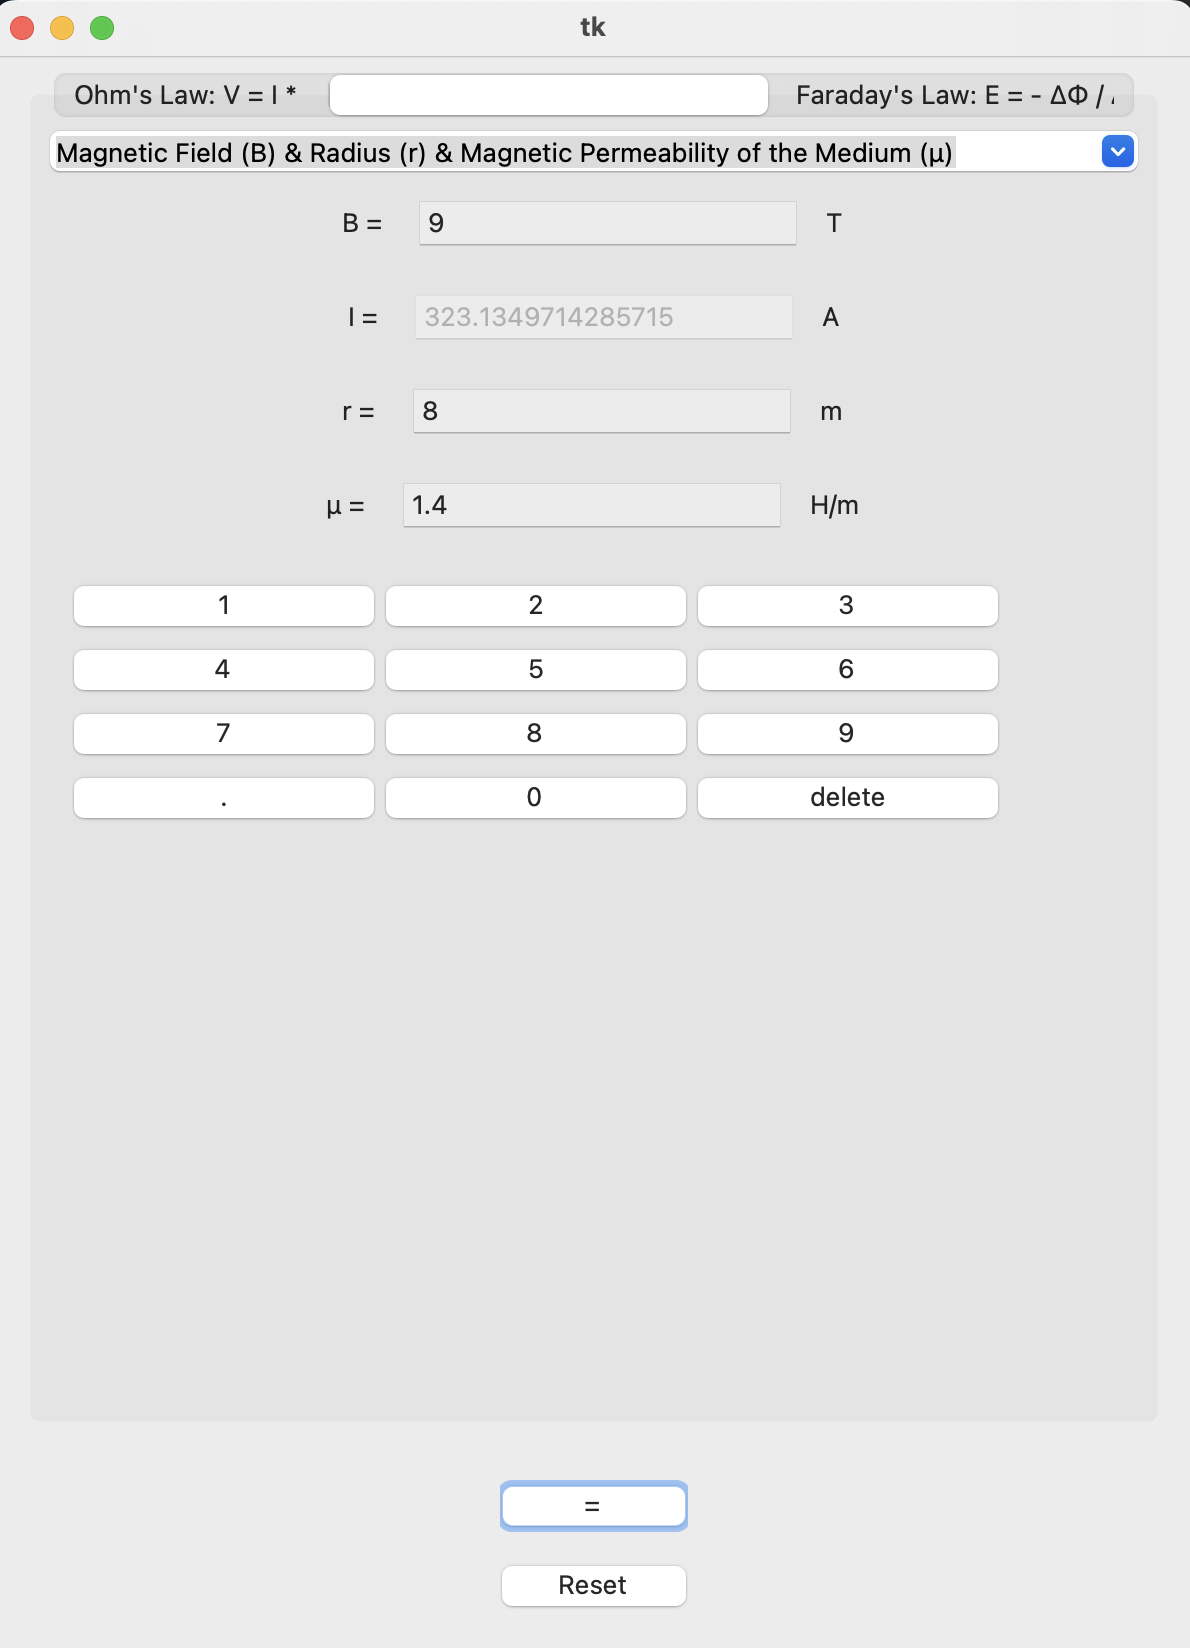 tk
Ohm's Law: V = I * Faraday's Law: E = - ΔΦ /
Magnetic Field (B) & Radius (r) & Magnetic Permeability of the Medium (μ)
B = 9 T
I = 323.1349714285715 A
r = 8 m
μ = 1.4 H/m
1 2 3
4 5 6
7 8 9
. 0 delete
=
Reset